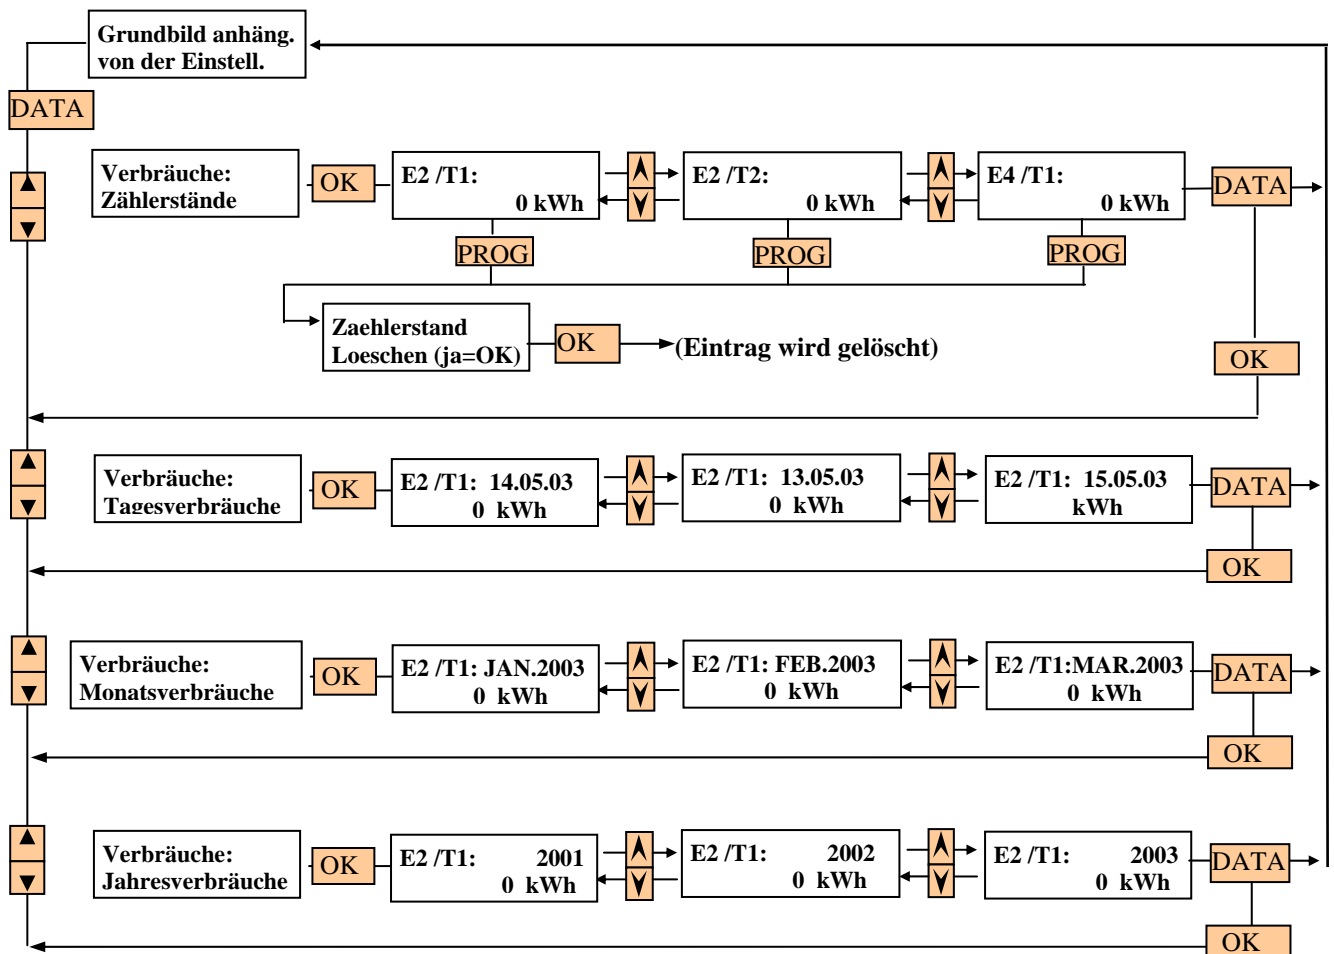 Grundbild anhäng.
von der Einstell.
DATA
Verbräuche:
Zählerstände
OK
E2 /T1:
0 kWh
E2 /T2:
0 kWh
E4 /T1:
0 kWh
DATA
PROG
PROG
PROG
Zaehlerstand
Loeschen (ja=OK)
OK
(Eintrag wird gelöscht)
OK
Verbräuche:
Tagesverbräuche
OK
E2 /T1: 14.05.03
0 kWh
E2 /T1: 13.05.03
0 kWh
E2 /T1: 15.05.03
kWh
DATA
OK
Verbräuche:
Monatsverbräuche
OK
E2 /T1: JAN.2003
0 kWh
E2 /T1: FEB.2003
0 kWh
E2 /T1:MAR.2003
0 kWh
DATA
OK
Verbräuche:
Jahresverbräuche
OK
E2 /T1: 2001
0 kWh
E2 /T1: 2002
0 kWh
E2 /T1: 2003
0 kWh
DATA
OK